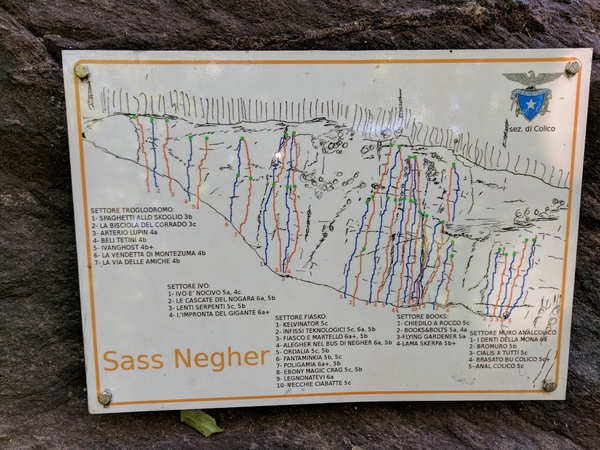 sez. di Colico
SETTORE TROGLODROMO:
1- SPAGHETTI ALLO SKOGLIO 3b
2- LA BISCIOLA DEL CORRADO 3c
3- ARTERIO LUPIN 4a
4- BELI TETINI 4b
5- IVANGHOST 4b+
6- LA VENDETTA DI MONTEZUMA 4b
7- LA VIA DELLE AMICHE 4b
SETTORE IVO:
1- IVO E' NOCIVO 5a, 4c
2- LE CASCATE DEL NOGARA 6a, 5b
3- LENTI SERPENTI 5c, 5b
4- L'IMPRONTA DEL GIGANTE 6a+
SETTORE FIASKO:
1- KELVINATOR 5c
2- INFISSI TEKNOLOGICI 5c, 6a, 5b
3- FIASCO E MARTELLO 6a+, 5b
4- ALEGHER NEL BUS DI NEGHER 6a, 5b
5- ORDALIA 5c, 5b
6- FANTAMINKIA 5b, 5c
7- POLIGAMIA 6a+, 5b
8- EBONY MAGIC CRAG 5c, 5b
9- LEGNONATEVI 6a
10- VECCHIE CIABATTE 5c
SETTORE BOOKS:
1- CHIEDILO A ROCCO 5c
2- BOOKS&BOLTS 5a, 4a
3-FLYING GARDENER 5a
4-LAMA SKERPA 5b+
SETTORE MURO ANALCOLICO
1- I DENTI DELLA MONA 6a
2- BROMURO 5b
3- CIALIS X TUTTI 5c
4- BRASATO BU COLICO 5c+
5- ANAL COLICO 5c
Sass Negher